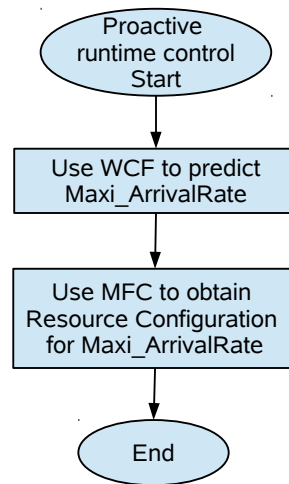 Proactive
runtime control
Start
Use WCF to predict
Maxi_ArrivalRate
Use MFC to obtain
Resource Configuration
for Maxi_ArrivalRate
End